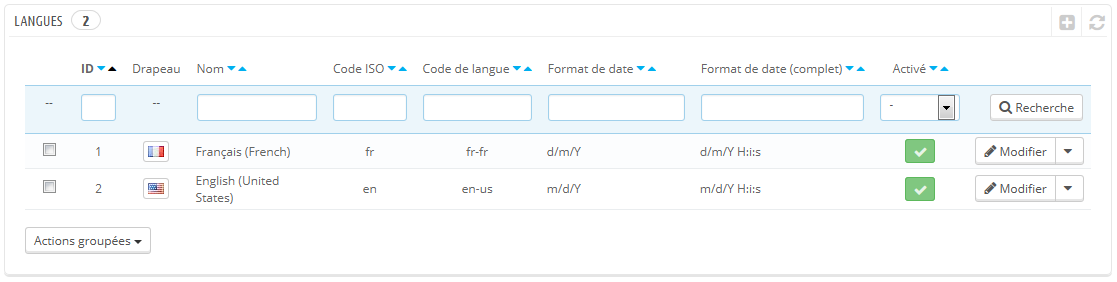 LANGUES 2
ID Drapeau Nom Code ISO Code de langue Format de date Format de date (complet) Activé
-- -- - Recherche
1 Français (French) fr fr-fr d/m/Y d/m/Y H:i:s Modifier
2 English (United States) en en-us m/d/Y m/d/Y H:i:s Modifier
Actions groupées